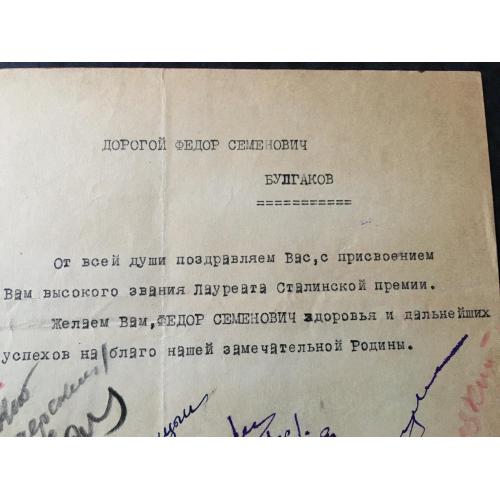 ДОРОГОЙ ФЕДОР СЕМЕНОВИЧ
БУЛГАКОВ
===========
От всей души поздравляем Вас,с присвоением
Вам высокого звания Лауреата Сталинской премии.
Желаем Вам,ФЕДОР СЕМЕНОВИЧ здоровья и дальнейших
успехов на благо нашей замечательной Родины.